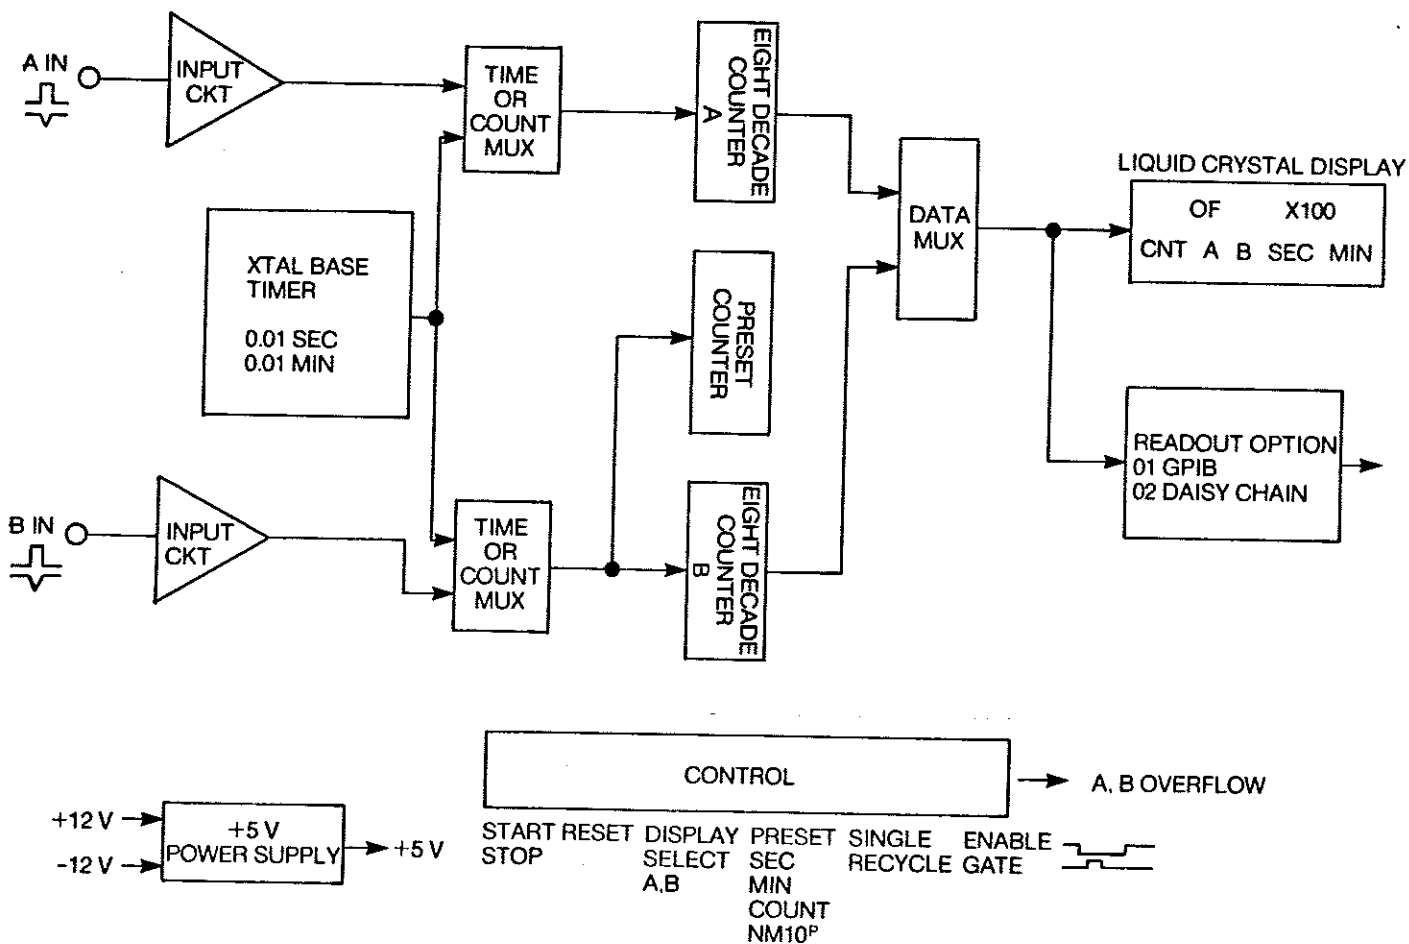 A IN
INPUT
CKT
TIME
OR
COUNT
MUX
EIGHT DECADE
COUNTER
A
XTAL BASE
TIMER
0.01 SEC
0.01 MIN
PRESET
COUNTER
DATA
MUX
LIQUID CRYSTAL DISPLAY
OF X100
CNT A B SEC MIN
READOUT OPTION
01 GPIB
02 DAISY CHAIN
B IN
INPUT
CKT
TIME
OR
COUNT
MUX
EIGHT DECADE
COUNTER
B
CONTROL
A, B OVERFLOW
+12 V
-12 V
+5 V
POWER SUPPLY
+5 V
START RESET DISPLAY PRESET SINGLE ENABLE
STOP SELECT SEC RECYCLE GATE
A,B MIN
COUNT
NM10ᴾ